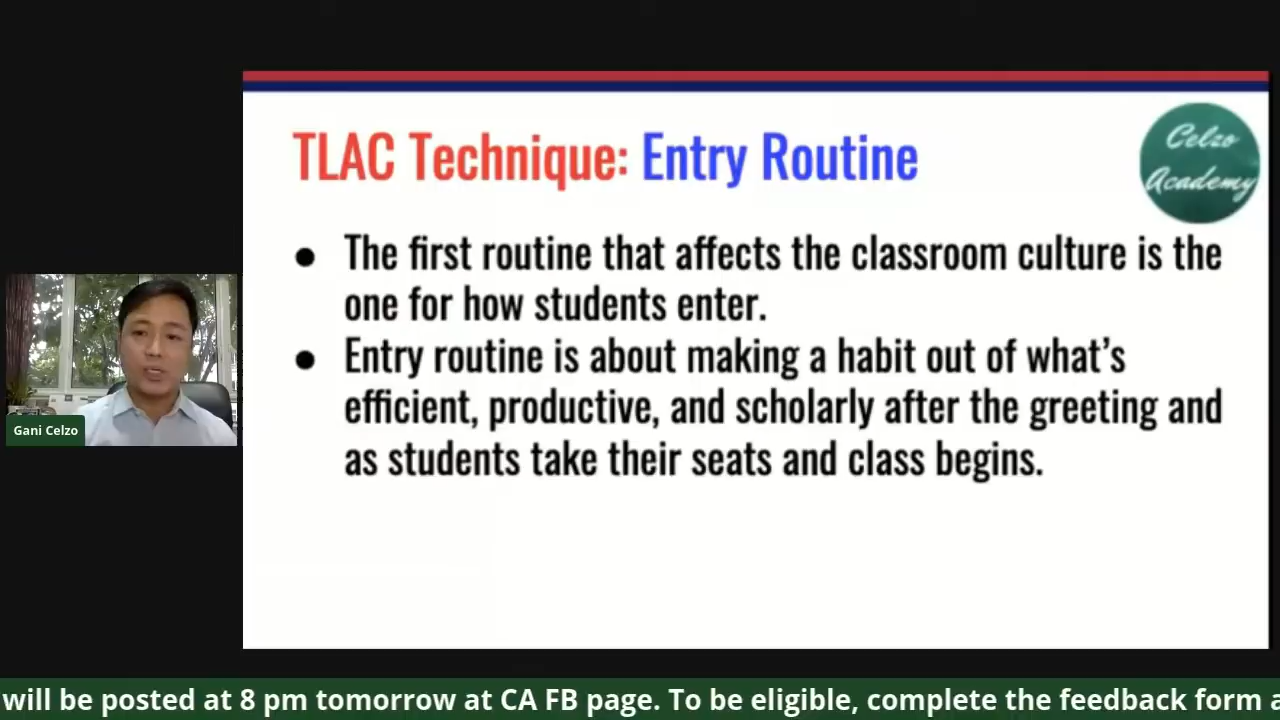 TLAC Technique: Entry Routine
Celzo
Academy
● The first routine that affects the classroom culture is the
one for how students enter.
● Entry routine is about making a habit out of what's
efficient, productive, and scholarly after the greeting and
as students take their seats and class begins.
Gani Celzo
will be posted at 8 pm tomorrow at CA FB page. To be eligible, complete the feedback form a